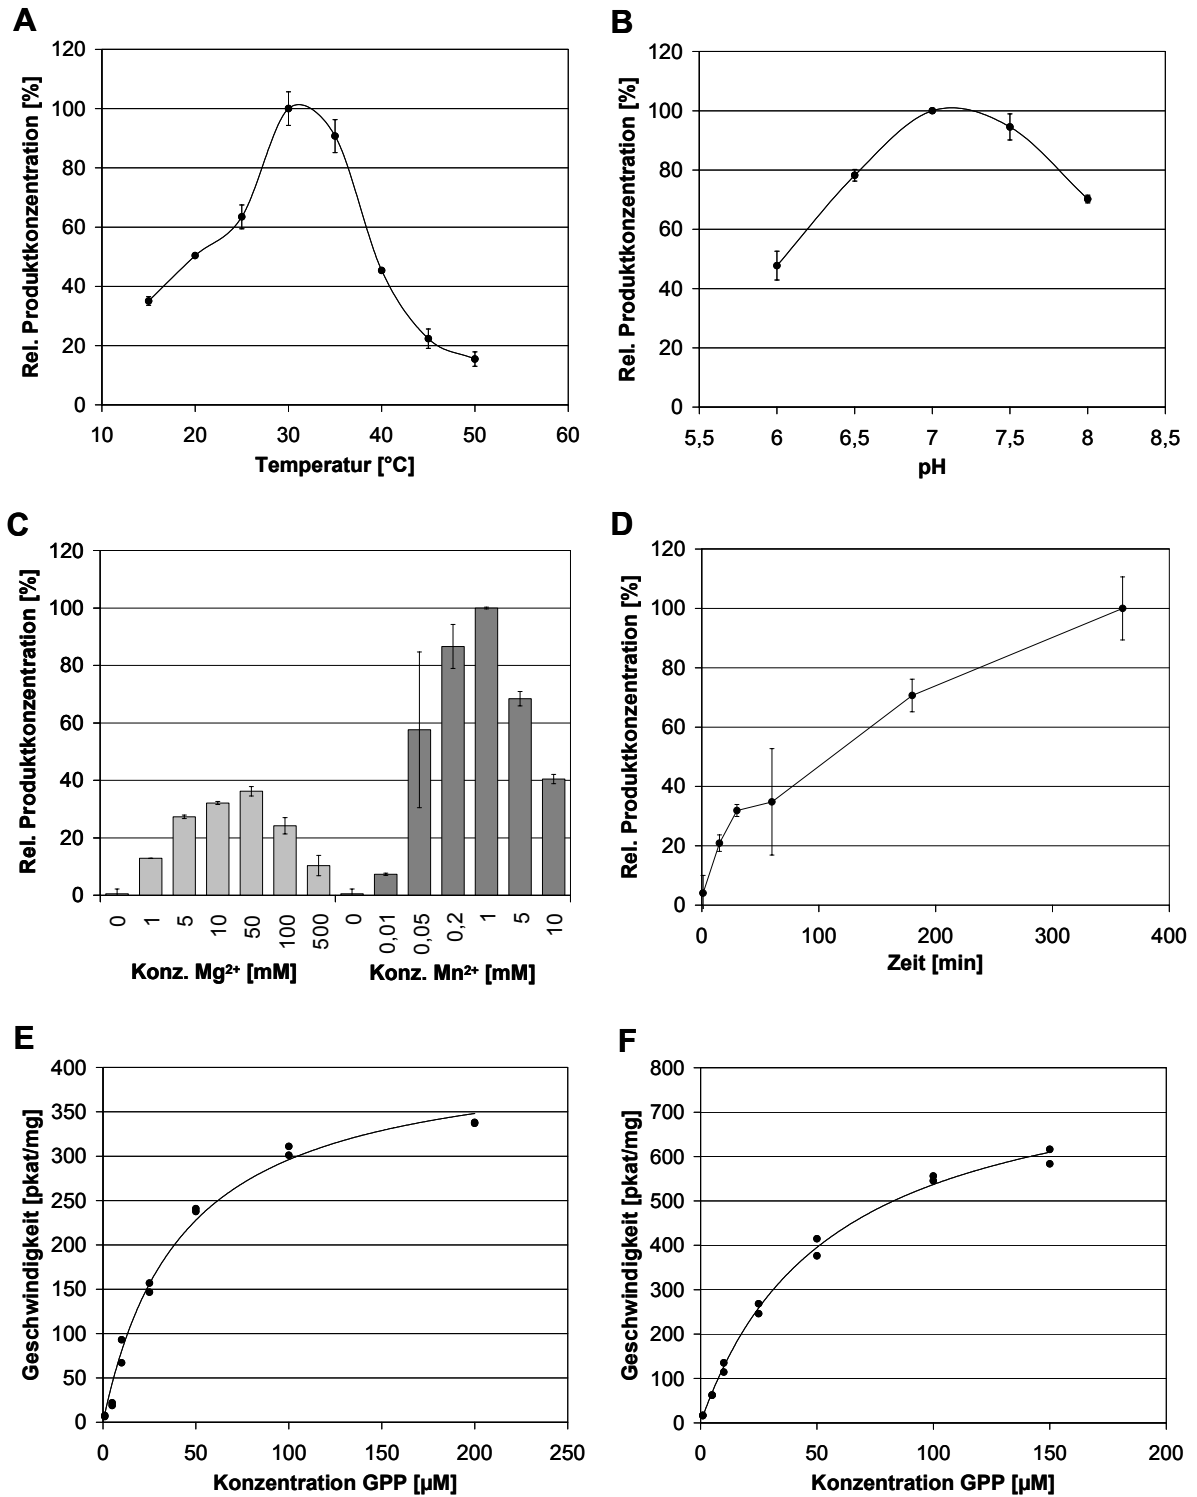 A
Rel. Produktkonzentration [%]
120
100
80
60
40
20
0
10 20 30 40 50 60
Temperatur [°C]
B
Rel. Produktkonzentration [%]
120
100
80
60
40
20
0
5,5 6 6,5 7 7,5 8 8,5
pH
C
Rel. Produktkonzentration [%]
120
100
80
60
40
20
0
0 1 5 10 50 100 500 0 0,01 0,05 0,2 1 5 10
Konz. Mg²⁺ [mM] Konz. Mn²⁺ [mM]
D
Rel. Produktkonzentration [%]
120
100
80
60
40
20
0
0 100 200 300 400
Zeit [min]
E
Geschwindigkeit [pkat/mg]
400
350
300
250
200
150
100
50
0
0 50 100 150 200 250
Konzentration GPP [µM]
F
Geschwindigkeit [pkat/mg]
800
700
600
500
400
300
200
100
0
0 50 100 150 200
Konzentration GPP [µM]